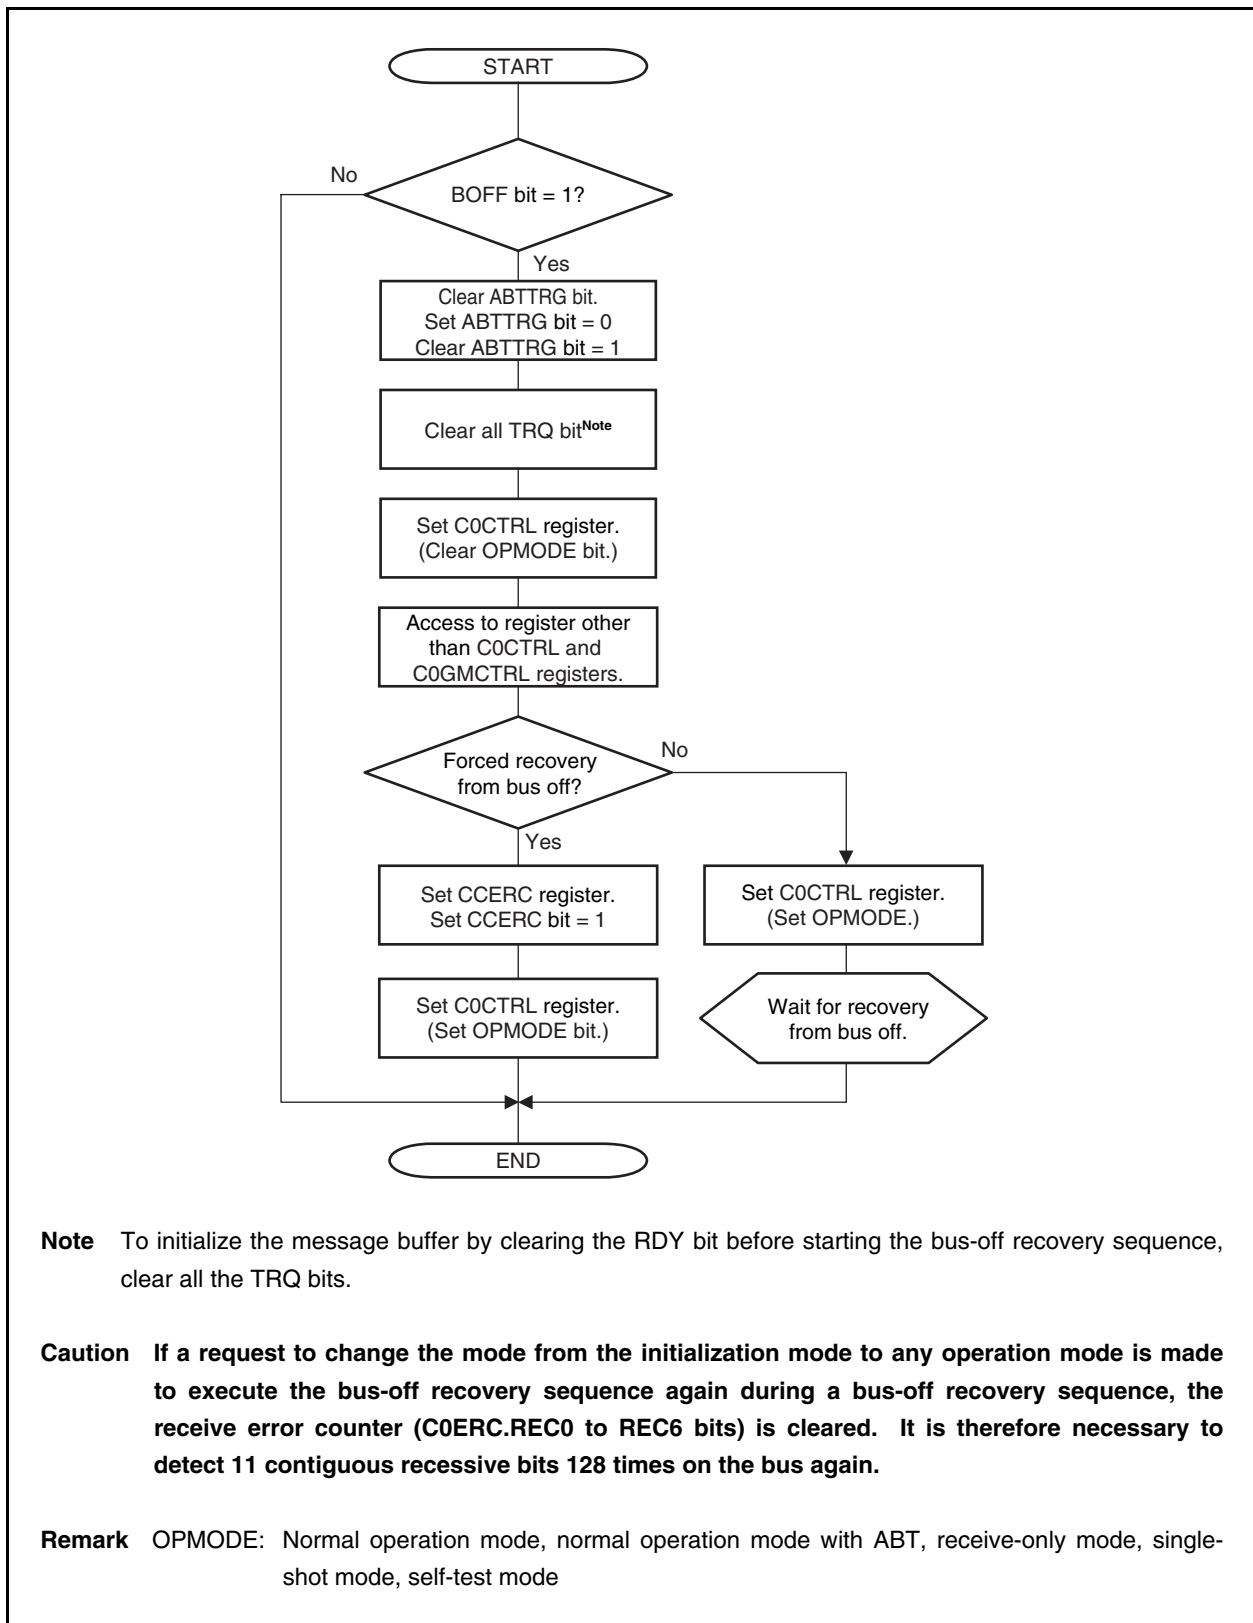 START
No
BOFF bit = 1?
Yes
Clear ABTTRG bit.
Set ABTTRG bit = 0
Clear ABTTRG bit = 1
Clear all TRQ bitNote
Set C0CTRL register.
(Clear OPMODE bit.)
Access to register other
than C0CTRL and
C0GMCTRL registers.
Forced recovery
from bus off?
No
Yes
Set CCERC register.
Set CCERC bit = 1
Set C0CTRL register.
(Set OPMODE.)
Set C0CTRL register.
(Set OPMODE bit.)
Wait for recovery
from bus off.
END
Note To initialize the message buffer by clearing the RDY bit before starting the bus-off recovery sequence,
clear all the TRQ bits.
Caution If a request to change the mode from the initialization mode to any operation mode is made
to execute the bus-off recovery sequence again during a bus-off recovery sequence, the
receive error counter (C0ERC.REC0 to REC6 bits) is cleared. It is therefore necessary to
detect 11 contiguous recessive bits 128 times on the bus again.
Remark OPMODE: Normal operation mode, normal operation mode with ABT, receive-only mode, single-
shot mode, self-test mode